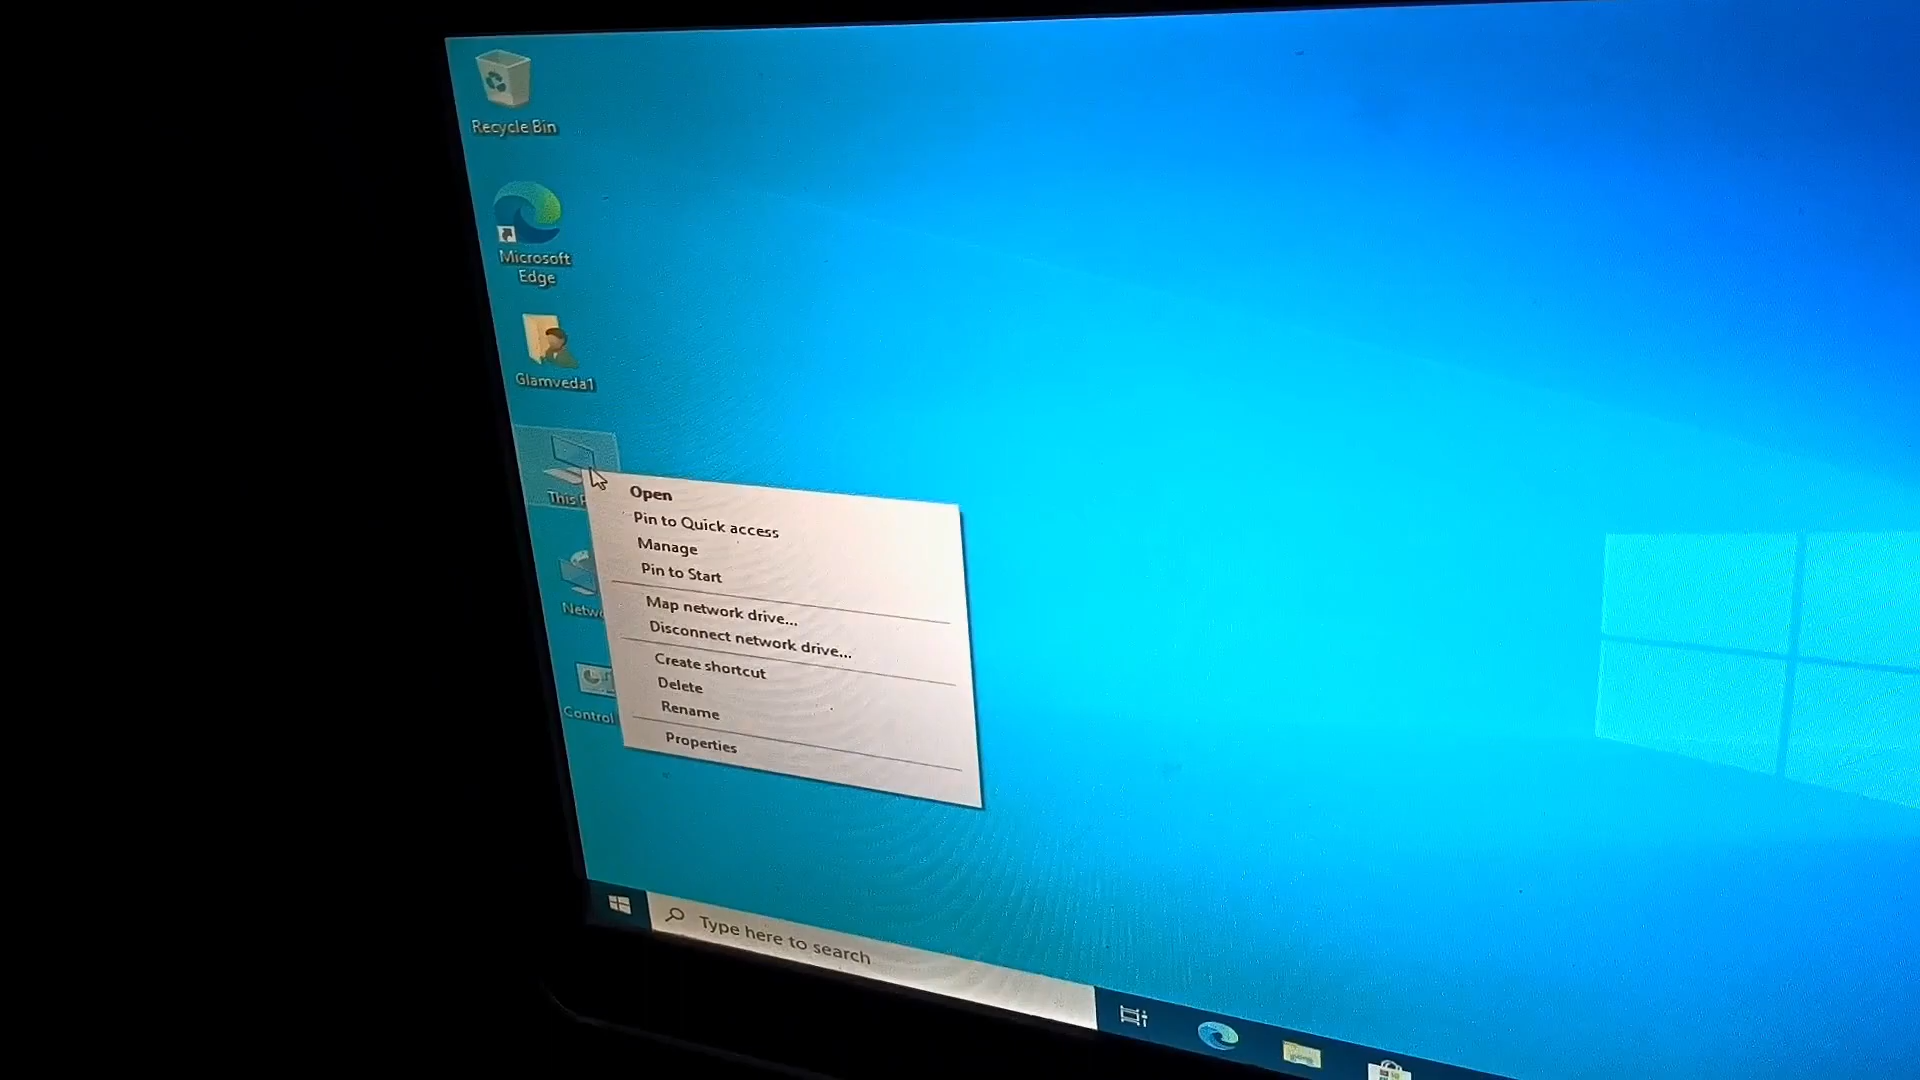 Recycle Bin
Microsoft
Edge
Glamveda1
This
Open
Pin to Quick access
Manage
Pin to Start
Map network drive...
Disconnect network drive...
Create shortcut
Delete
Rename
Properties
Control
Type here to search